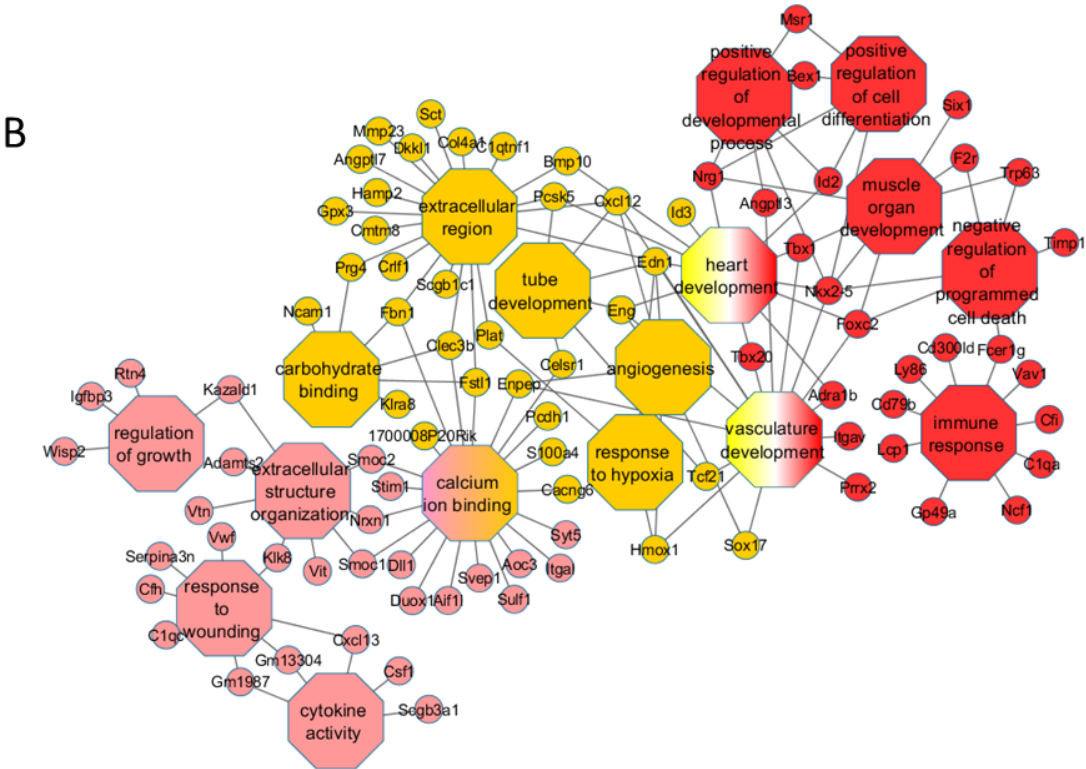 B
Msr1
positive
regulation
of
developmental
process
Bex1
positive
regulation
of cell
differentiation
Six1
Sct
Mmp23
Dkkl1
Col4a1
C1qtnf1
Angptl7
Bmp10
F2r
Trp63
Hamp2
Pcsk5
Cxcl12
Nrg1
Id2
muscle
organ
development
Gpx3
extracellular
region
Angptl3
Id3
Cmtm8
negative
regulation
of
programmed
cell death
Timp1
Prg4
Crlf1
Scgb1c1
tube
development
Edn1
heart
development
Tbx1
Nkx2-5
Ncam1
Fbn1
Eng
Foxc2
Plat
Clec3b
Celsr1
Tbx20
Cd300ld
Fcer1g
carbohydrate
binding
Fstl1
Enpep
angiogenesis
Ly86
Vav1
Rtn4
Kazald1
Igfbp3
Klra8
Adra1b
Cd79b
Pcdh1
Cfi
regulation
of growth
1700008P20Rik
vasculature
development
Itgav
immune
response
Wisp2
Lcp1
Adamts2
Smoc2
S100a4
response
to hypoxia
C1qa
extracellular
structure
organization
Stim1
calcium
ion binding
Cacng6
Tcf21
Prrx2
Vtn
Nrxn1
Gp49a
Ncf1
Vwf
Syt5
Hmox1
Sox17
Serpina3n
Klk8
Vit
Smoc1
Dll1
Svep1
Aoc3
Itgal
Cfh
response
to
wounding
Duox1
Aif1l
Sulf1
C1qc
Cxcl13
Gm13304
Gm1987
Csf1
cytokine
activity
Scgb3a1